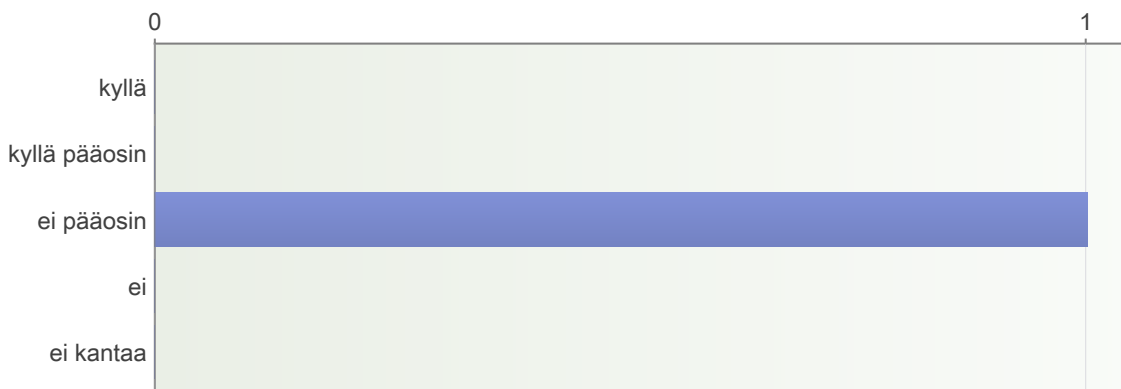 0 1
kyllä
kyllä pääosin
ei pääosin
ei
ei kantaa